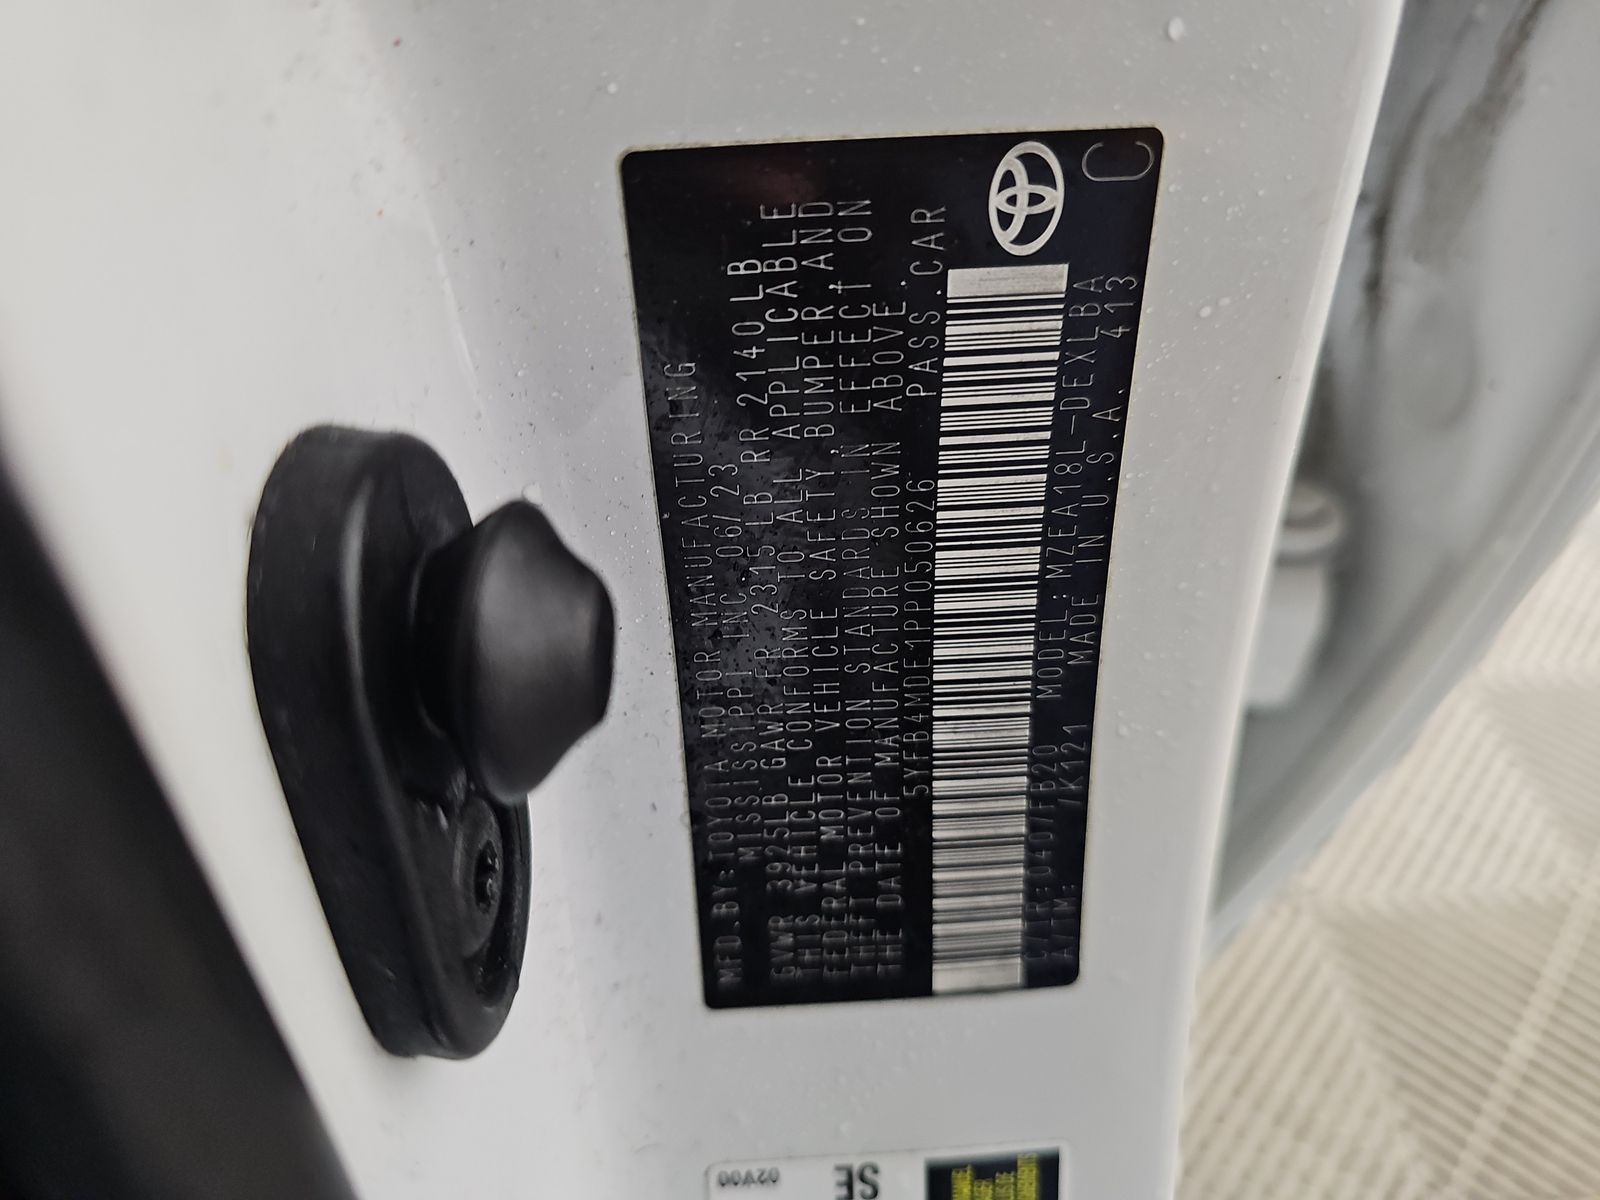 MFD.BY:TOYOTA MOTOR MANUFACTURING
MISSISSIPPI INC 06/23
GVWR 3925LB GAWR FR 2315 LB RR 2140LB
THIS VEHICLE CONFORMS TO ALL APPLICABLE
FEDERAL MOTOR VEHICLE SAFETY,BUMPER,AND
THEFT PREVENTION STANDARDS IN EFFECT ON
THE DATE OF MANUFACTURE SHOWN ABOVE.
5YFB4MDE1PP050626 PASS.CAR
C/TR:040/FB20 MODEL:MZEA18L-DEXLBA
A/TM: /K121 MADE IN U.S.A. 413
C
SE